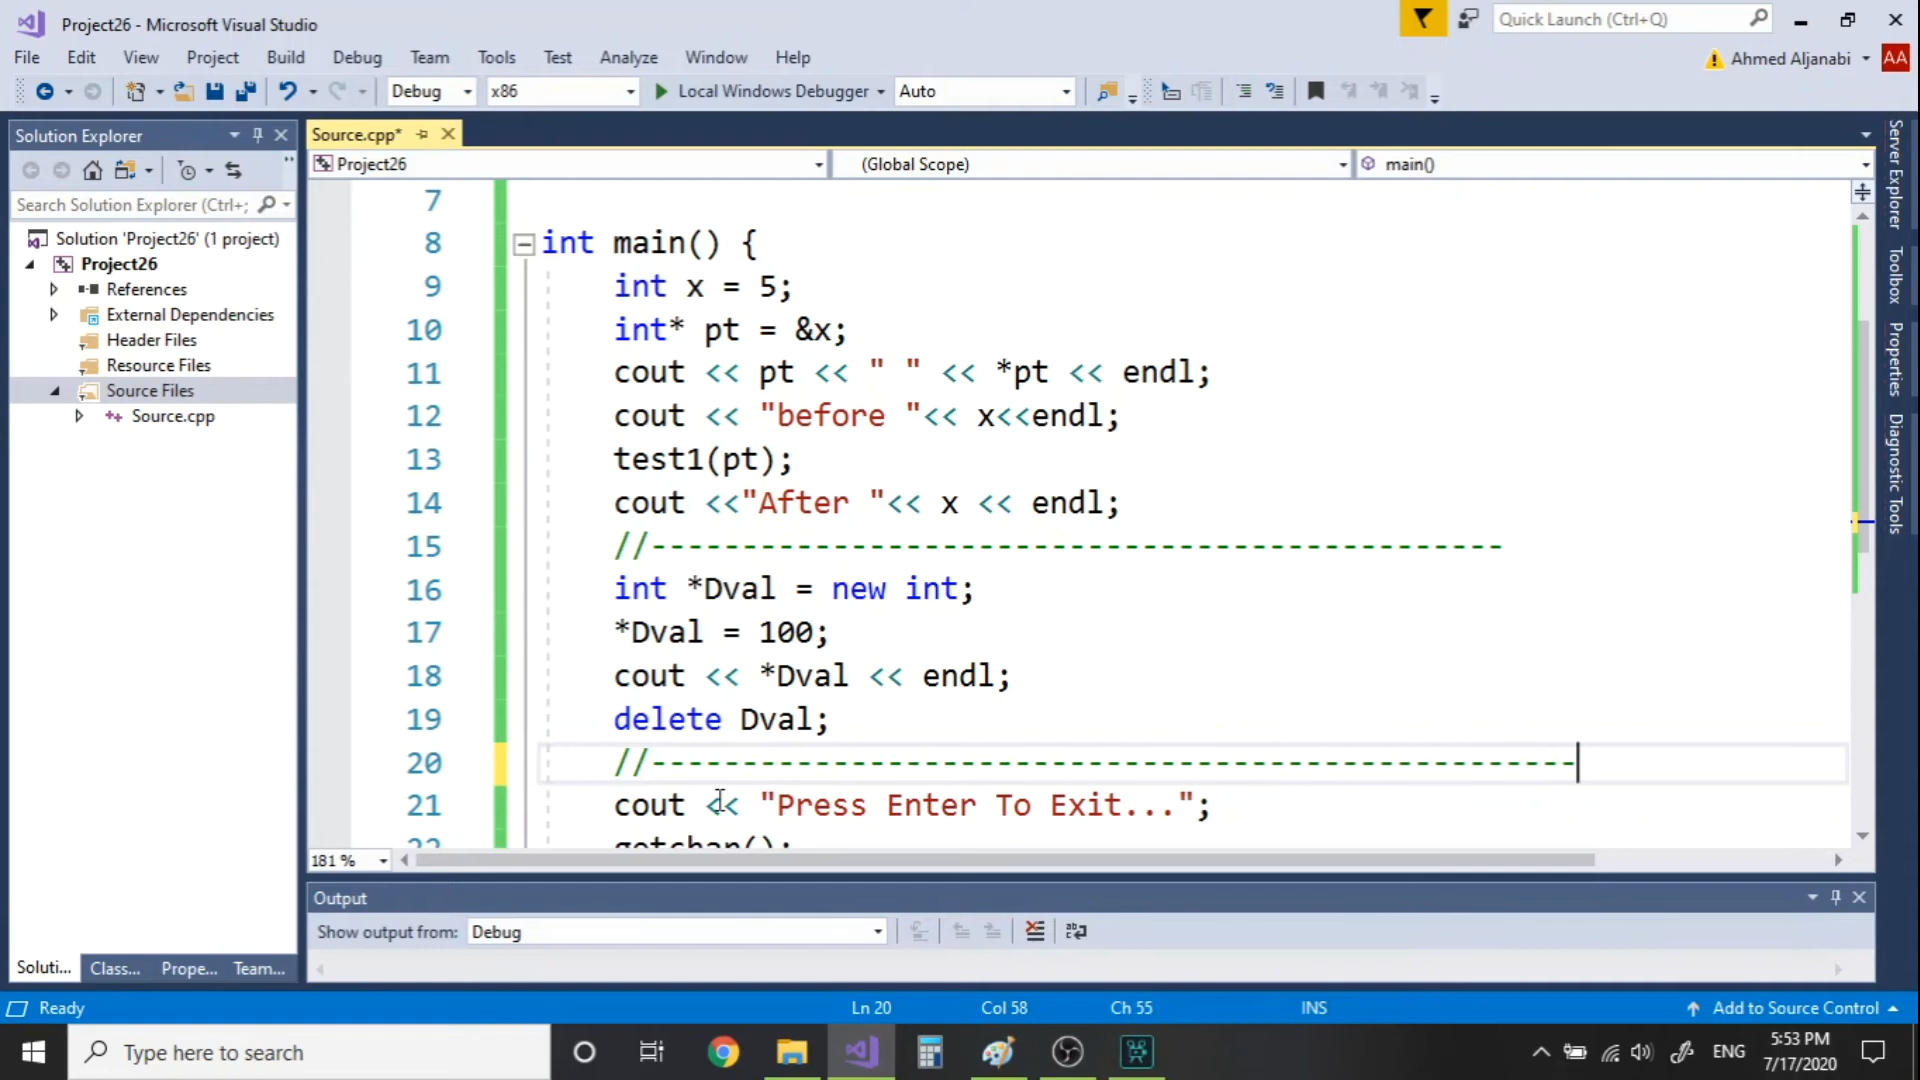 Project26 - Microsoft Visual Studio
Quick Launch (Ctrl+Q)
File Edit View Project Build Debug Team Tools Test Analyze Window Help
Ahmed Aljanabi AA
Debug x86 Local Windows Debugger Auto
Solution Explorer
Source.cpp*
Project26 (Global Scope) main()
Search Solution Explorer (Ctrl+;
Solution 'Project26' (1 project)
Project26
References
External Dependencies
Header Files
Resource Files
Source Files
Source.cpp
7
8 int main() {
9 int x = 5;
10 int* pt = &x;
11 cout << pt << " " << *pt << endl;
12 cout << "before "<< x<<endl;
13 test1(pt);
14 cout <<"After "<< x << endl;
15 //-----------------------------------------------
16 int *Dval = new int;
17 *Dval = 100;
18 cout << *Dval << endl;
19 delete Dval;
20 //---------------------------------------------------
21 cout << "Press Enter To Exit...";
22 getchar();
181 %
Server Explorer
Toolbox
Properties
Diagnostic Tools
Output
Show output from: Debug
Soluti... Class... Prope... Team...
Ready Ln 20 Col 58 Ch 55 INS Add to Source Control
Type here to search
ENG
5:53 PM
7/17/2020